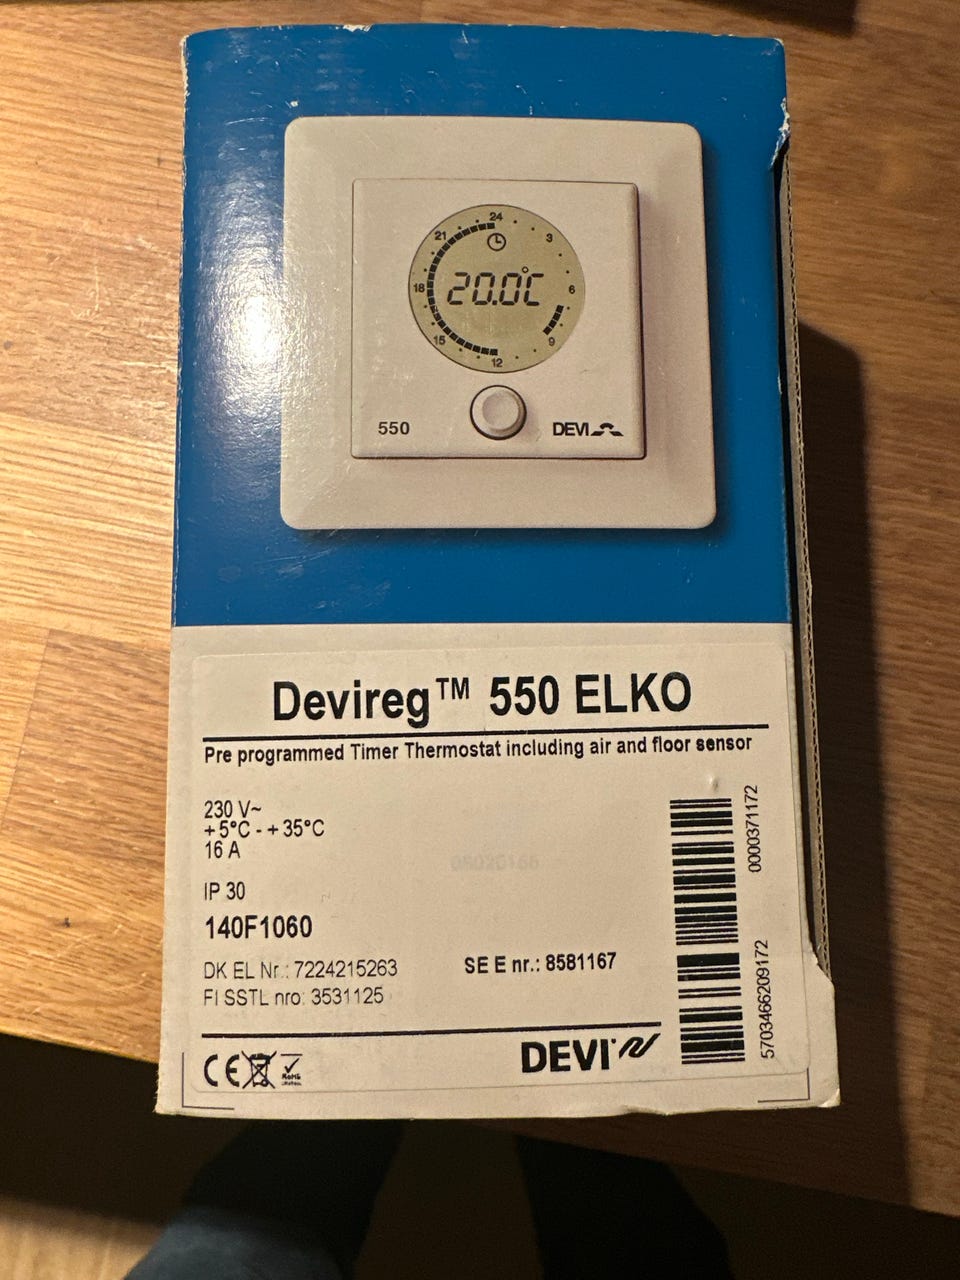 24
21
3
18
20.0°C
6
15
9
12
550
DEVI
Devireg™ 550 ELKO
Pre programmed Timer Thermostat including air and floor sensor
230 V~
+5°C - +35°C
16 A
IP 30
140F1060
DK EL Nr.: 7224215263
SE E nr.: 8581167
FI SSTL nro: 3531125
0000371172
5703466209172
CE
RoHS
DEVI